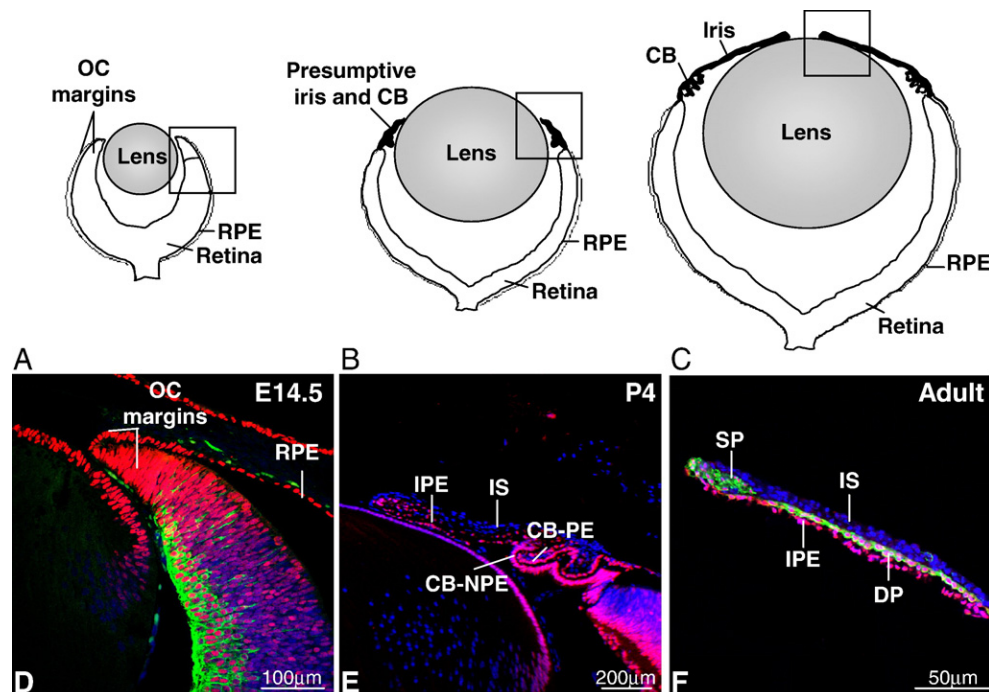 OC
margins
Lens
RPE
Retina
Presumptive
iris and CB
Lens
RPE
Retina
Iris
CB
Lens
RPE
Retina
A
B
C
E14.5
OC
margins
RPE
D
100µm
P4
IPE
IS
CB-PE
CB-NPE
E
200µm
Adult
SP
IS
IPE
DP
F
50µm